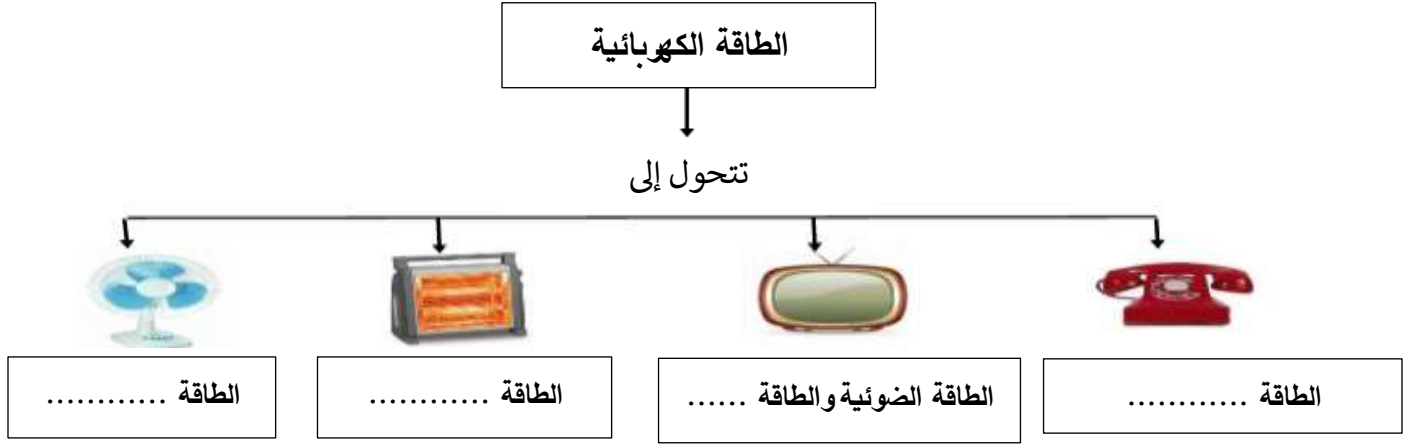 الطاقة الكهربائية
تتحول إلى
الطاقة ............
الطاقة الضوئية والطاقة ......
الطاقة ............
الطاقة ............